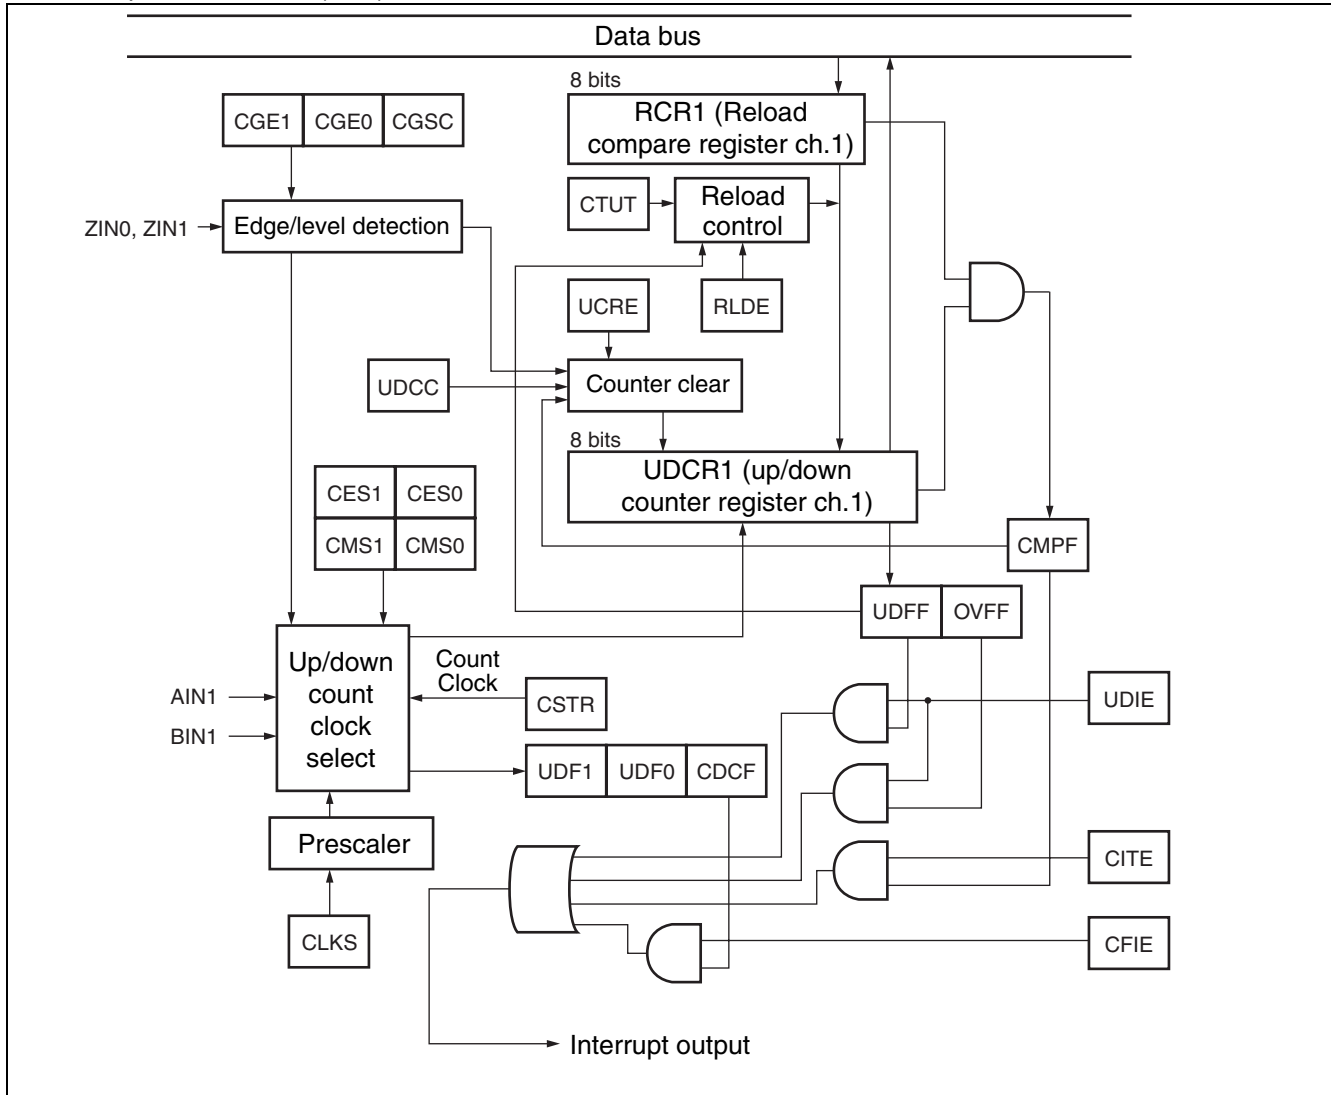 Data bus
8 bits
CGE1 CGE0 CGSC
RCR1 (Reload
compare register ch.1)
CTUT
Reload
control
ZIN0, ZIN1
Edge/level detection
UCRE
RLDE
UDCC
Counter clear
8 bits
UDCR1 (up/down
counter register ch.1)
CES1 CES0
CMS1 CMS0
CMPF
UDFF OVFF
Up/down
count
clock
select
Count
Clock
AIN1
BIN1
CSTR
UDIE
UDF1 UDF0 CDCF
Prescaler
CITE
CLKS
CFIE
Interrupt output